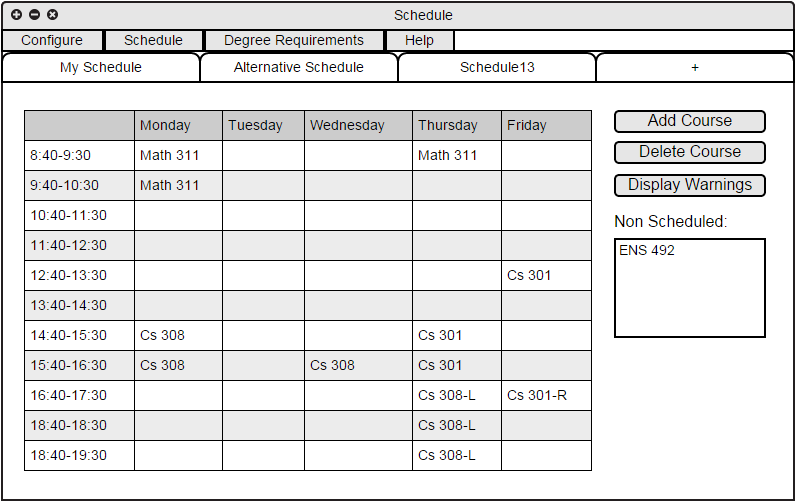 Schedule
Configure Schedule Degree Requirements Help
My Schedule Alternative Schedule Schedule13 +
Monday Tuesday Wednesday Thursday Friday
8:40-9:30 Math 311 Math 311
9:40-10:30 Math 311
10:40-11:30
11:40-12:30
12:40-13:30 Cs 301
13:40-14:30
14:40-15:30 Cs 308 Cs 301
15:40-16:30 Cs 308 Cs 308 Cs 301
16:40-17:30 Cs 308-L Cs 301-R
18:40-18:30 Cs 308-L
18:40-19:30 Cs 308-L
Add Course
Delete Course
Display Warnings
Non Scheduled:
ENS 492